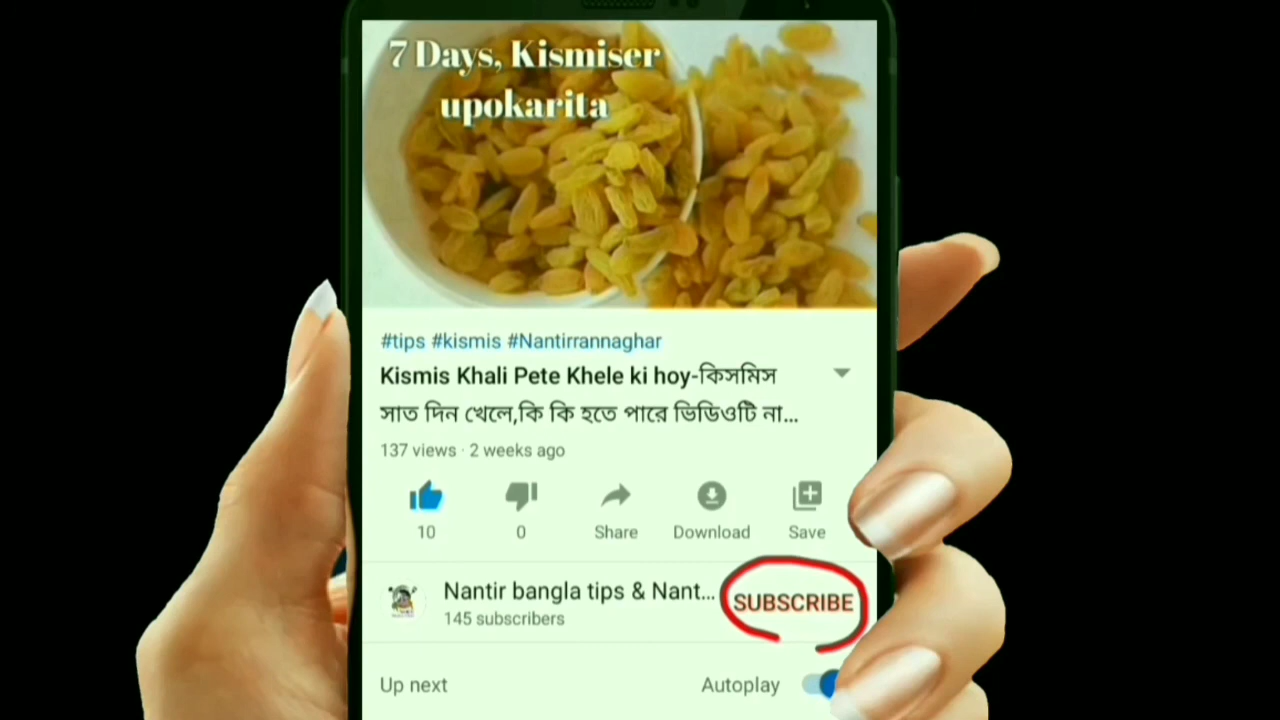 7 Days, Kismiser
upokarita
#tips #kismis #Nantirrannaghar
Kismis Khali Pete Khele ki hoy-কিসমিস
সাত দিন খেলে,কি কি হতে পারে ভিডিওটি না...
137 views · 2 weeks ago
10 0 Share Download Save
Nantir bangla tips & Nant... SUBSCRIBE
145 subscribers
Up next Autoplay